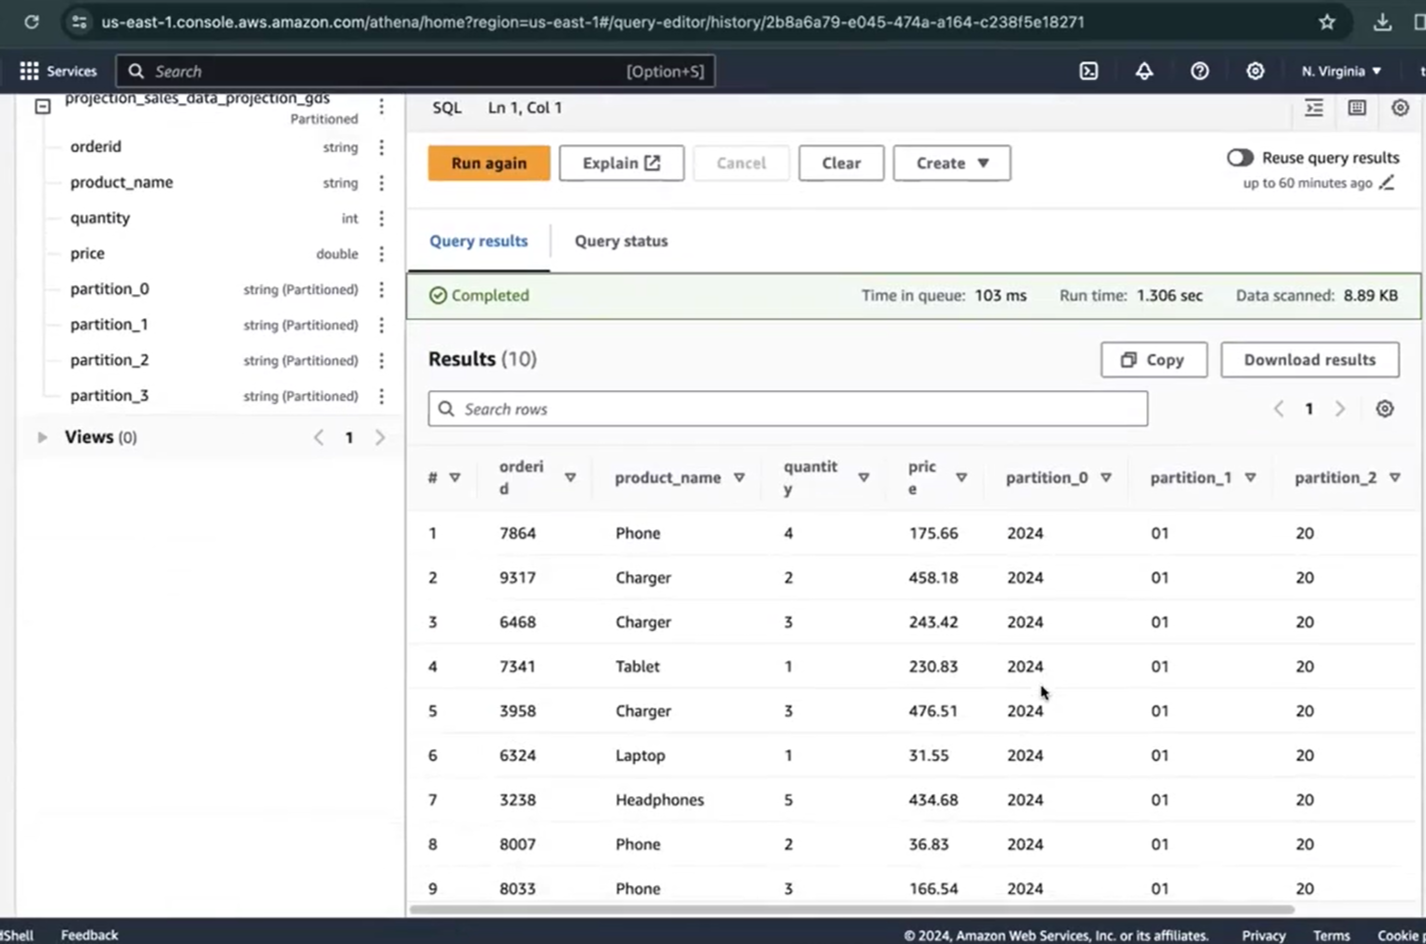 us-east-1.console.aws.amazon.com/athena/home?region=us-east-1#/query-editor/history/2b8a6a79-e045-474a-a164-c238f5e18271
Services Search [Option+S] N. Virginia
projection_sales_data_projection_gds
Partitioned
orderid string
product_name string
quantity int
price double
partition_0 string (Partitioned)
partition_1 string (Partitioned)
partition_2 string (Partitioned)
partition_3 string (Partitioned)
Views (0) 1
SQL Ln 1, Col 1
Run again Explain Cancel Clear Create Reuse query results
up to 60 minutes ago
Query results Query status
Completed Time in queue: 103 ms Run time: 1.306 sec Data scanned: 8.89 KB
Results (10) Copy Download results
Search rows 1
# orderi
d product_name quantit
y pric
e partition_0 partition_1 partition_2
1 7864 Phone 4 175.66 2024 01 20
2 9317 Charger 2 458.18 2024 01 20
3 6468 Charger 3 243.42 2024 01 20
4 7341 Tablet 1 230.83 2024 01 20
5 3958 Charger 3 476.51 2024 01 20
6 6324 Laptop 1 31.55 2024 01 20
7 3238 Headphones 5 434.68 2024 01 20
8 8007 Phone 2 36.83 2024 01 20
9 8033 Phone 3 166.54 2024 01 20
dShell Feedback © 2024, Amazon Web Services, Inc. or its affiliates. Privacy Terms Cookie